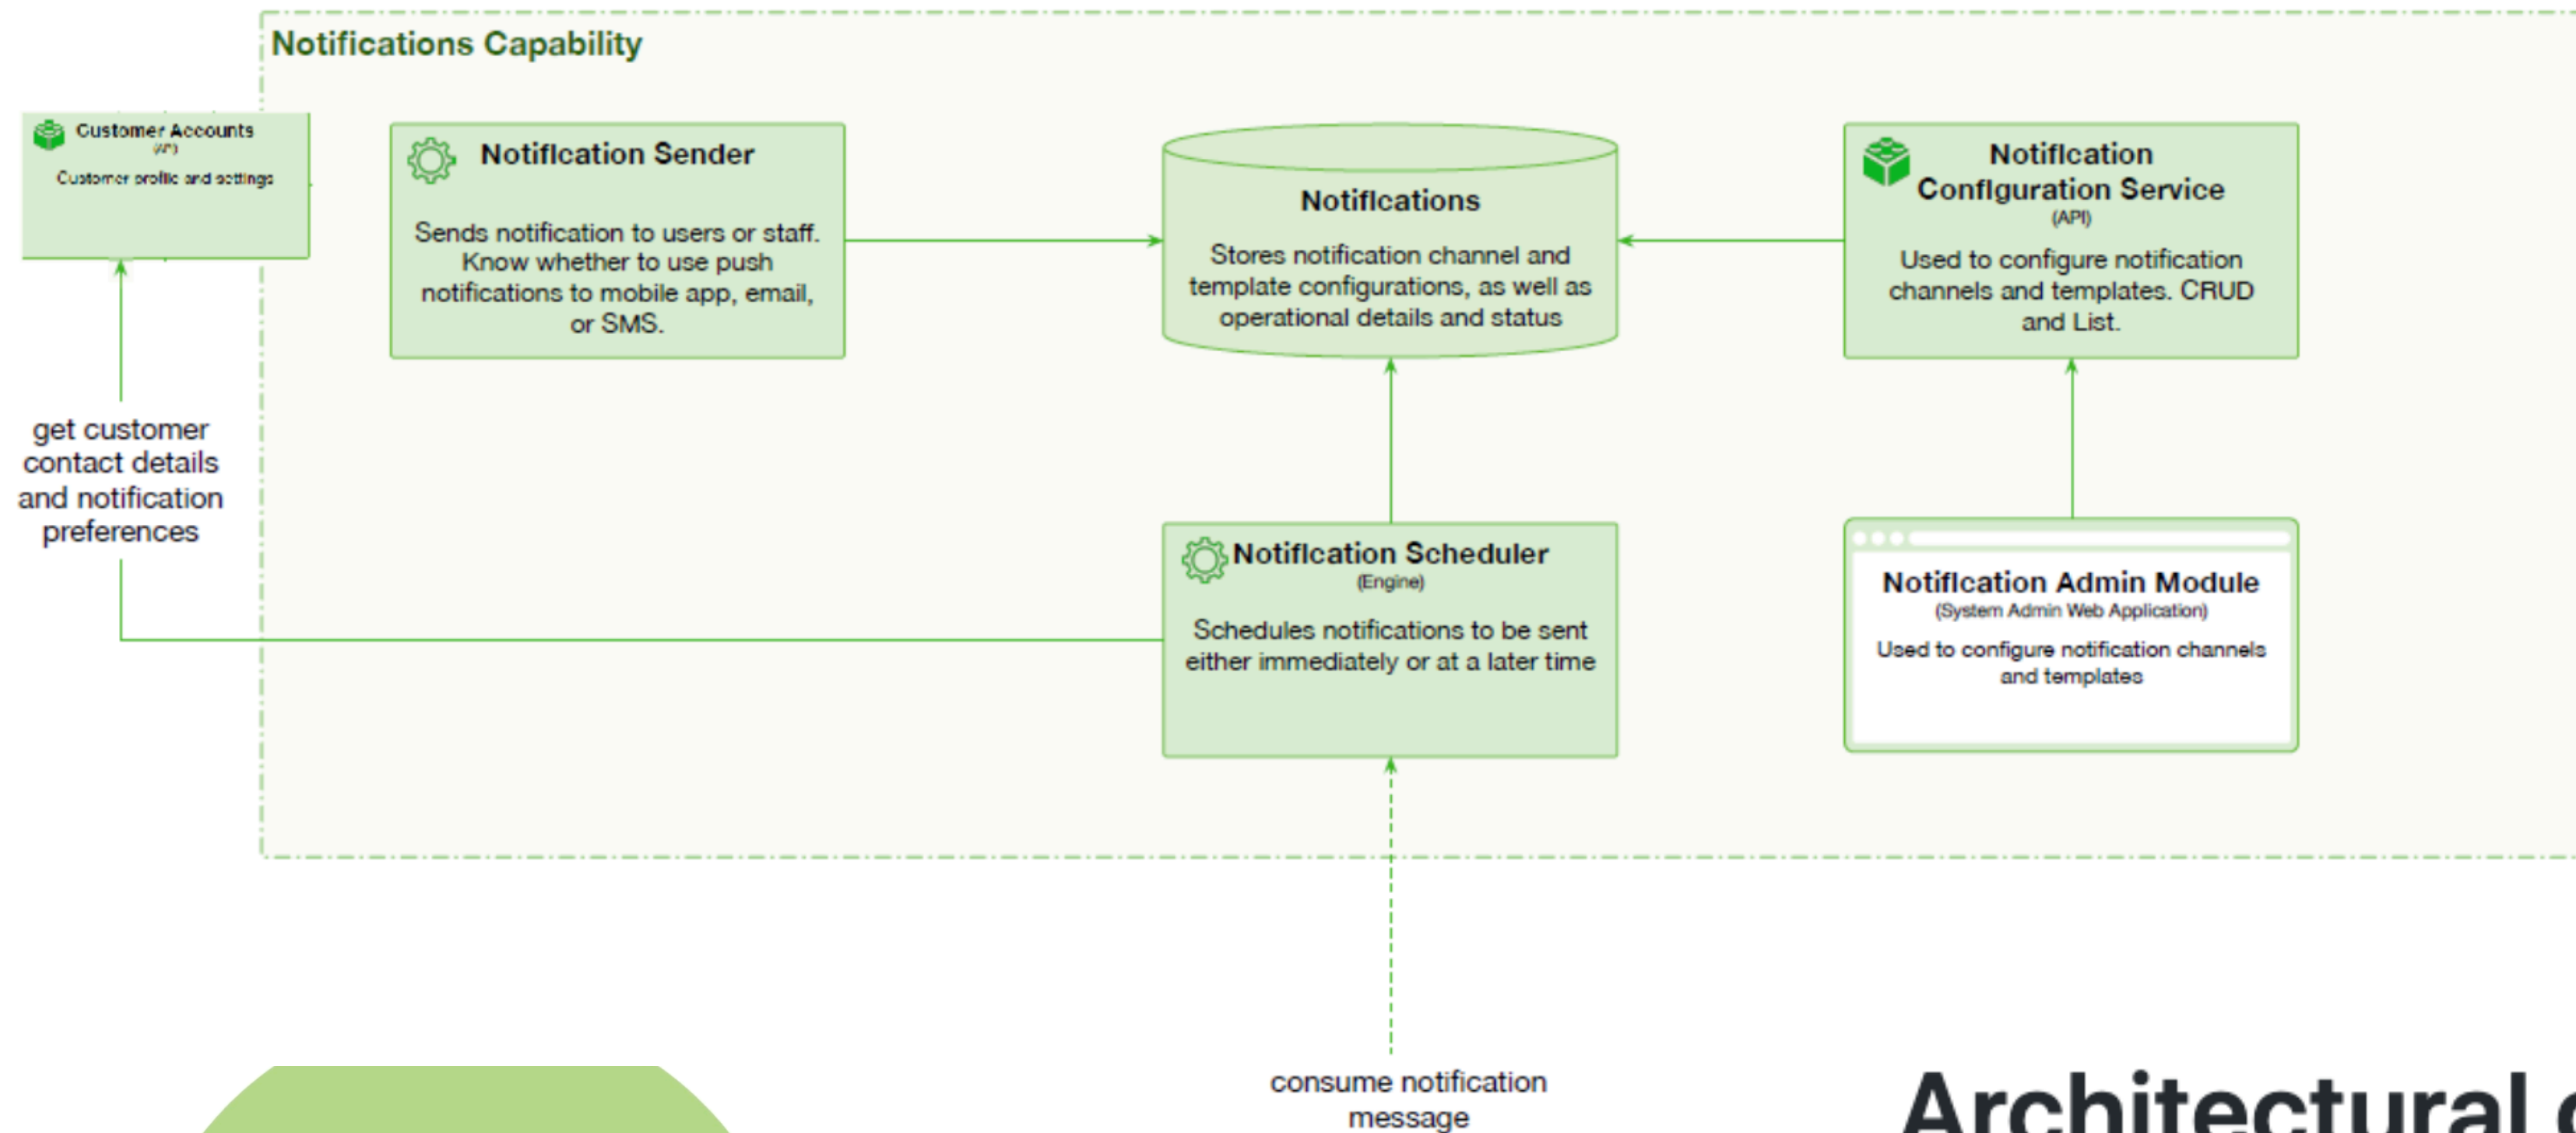 Notifications Capability
Customer Accounts
(API)
Customer profile and settings
Notification Sender
Sends notification to users or staff.
Know whether to use push
notifications to mobile app, email,
or SMS.
Notifications
Stores notification channel and
template configurations, as well as
operational details and status
Notification
Configuration Service
(API)
Used to configure notification
channels and templates. CRUD
and List.
get customer
contact details
and notification
preferences
Notification Scheduler
(Engine)
Schedules notifications to be sent
either immediately or at a later time
Notification Admin Module
(System Admin Web Application)
Used to configure notification channels
and templates
consume notification
message
Architectural